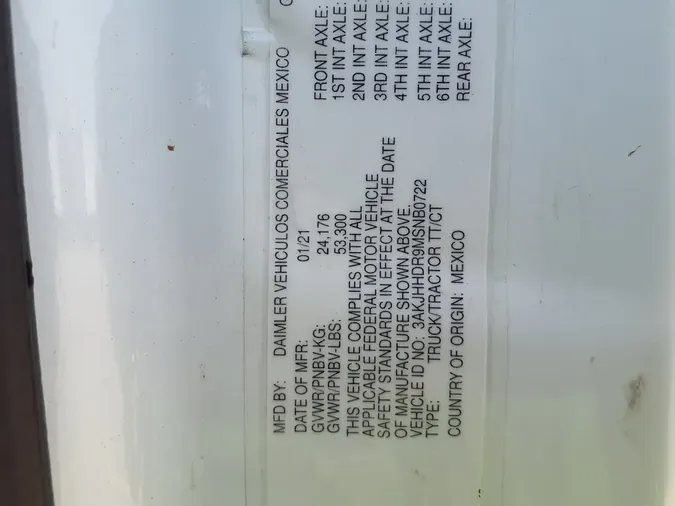 MFD BY: DAIMLER VEHICULOS COMERCIALES MEXICO
DATE OF MFR: 01/21
GVWR/PNBV-KG: 24,176
GVWR/PNBV-LBS: 53,300
THIS VEHICLE COMPLIES WITH ALL
APPLICABLE FEDERAL MOTOR VEHICLE
SAFETY STANDARDS IN EFFECT AT THE DATE
OF MANUFACTURE SHOWN ABOVE.
VEHICLE ID NO: 3AKJHHDR9MSNB0722
TYPE: TRUCK/TRACTOR TT/CT
COUNTRY OF ORIGIN: MEXICO
FRONT AXLE:
1ST INT AXLE:
2ND INT AXLE:
3RD INT AXLE:
4TH INT AXLE:
5TH INT AXLE:
6TH INT AXLE:
REAR AXLE: